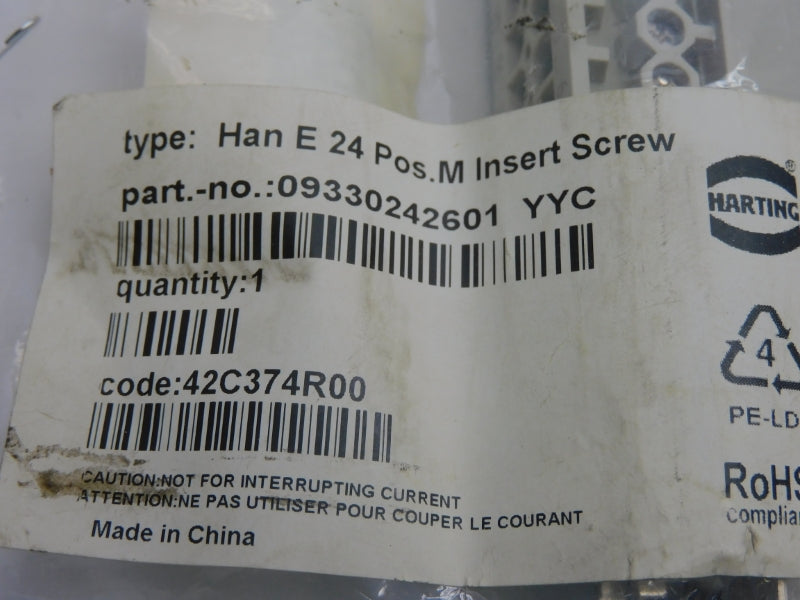 type: Han E 24 Pos.M Insert Screw
part.-no.:09330242601 YYC
quantity:1
code:42C374R00
CAUTION:NOT FOR INTERRUPTING CURRENT
ATTENTION:NE PAS UTILISER POUR COUPER LE COURANT
Made in China
HARTING
®
4
PE-LD
RoHS
complian